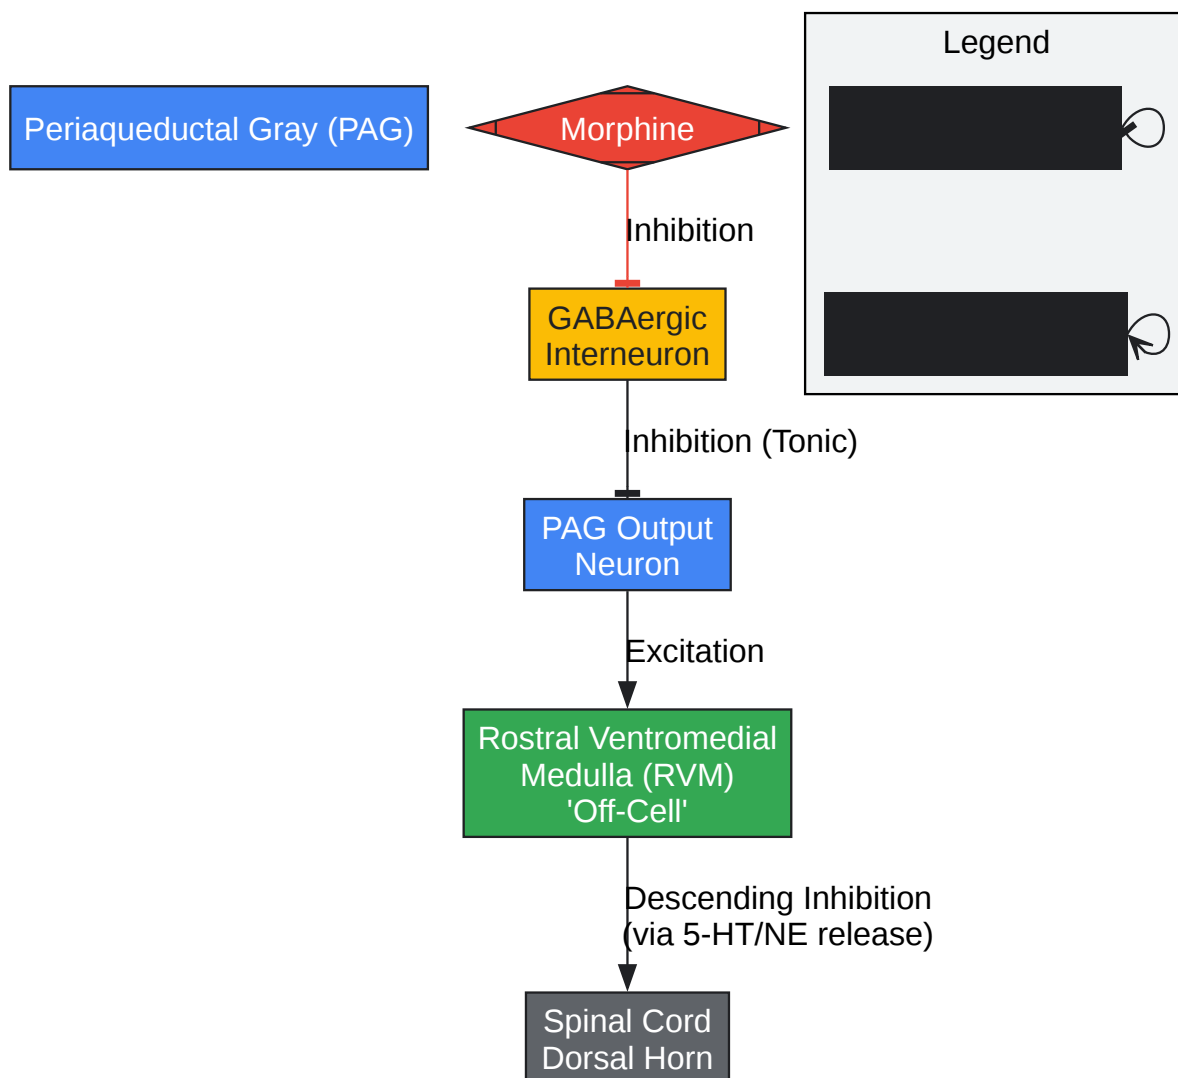 Legend
Periaqueductal Gray (PAG)
Morphine
Inhibition
GABAergic
Interneuron
Inhibition (Tonic)
PAG Output
Neuron
Excitation
Rostral Ventromedial
Medulla (RVM)
'Off-Cell'
Descending Inhibition
(via 5-HT/NE release)
Spinal Cord
Dorsal Horn